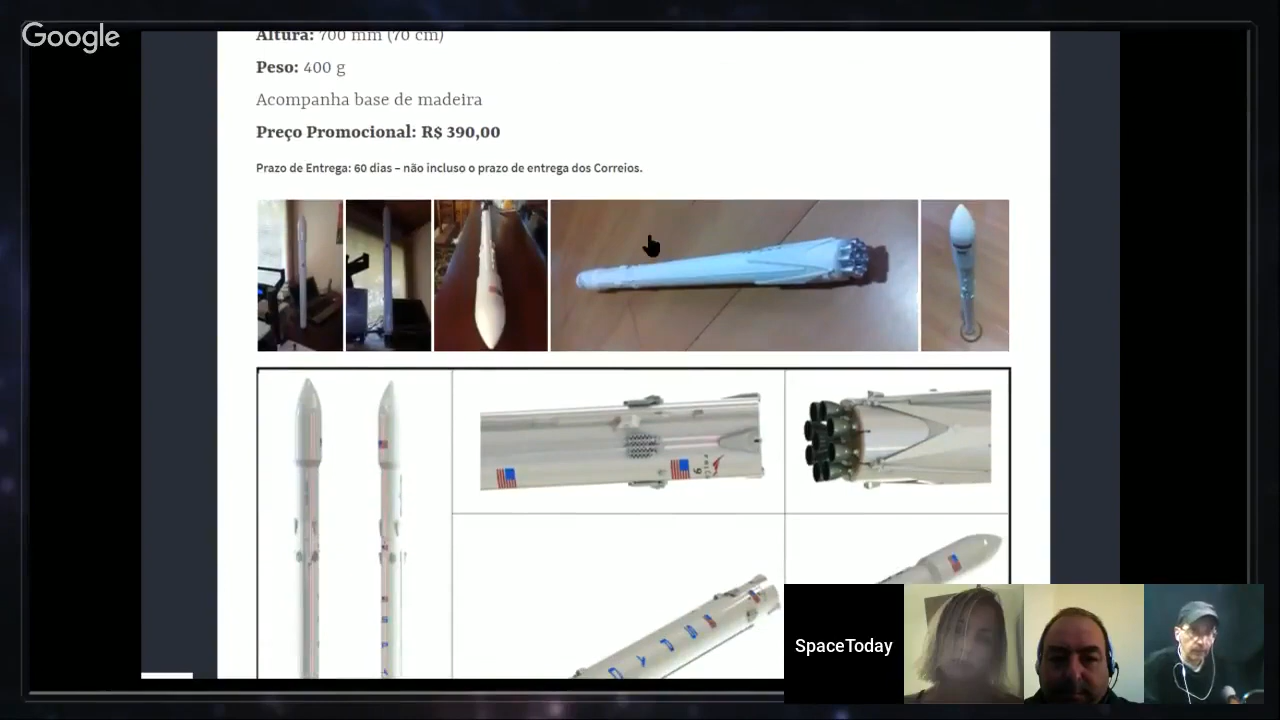 Google
Altura: 700 mm (70 cm)
Peso: 400 g
Acompanha base de madeira
Preço Promocional: R$ 390,00
Prazo de Entrega: 60 dias – não incluso o prazo de entrega dos Correios.
SpaceToday